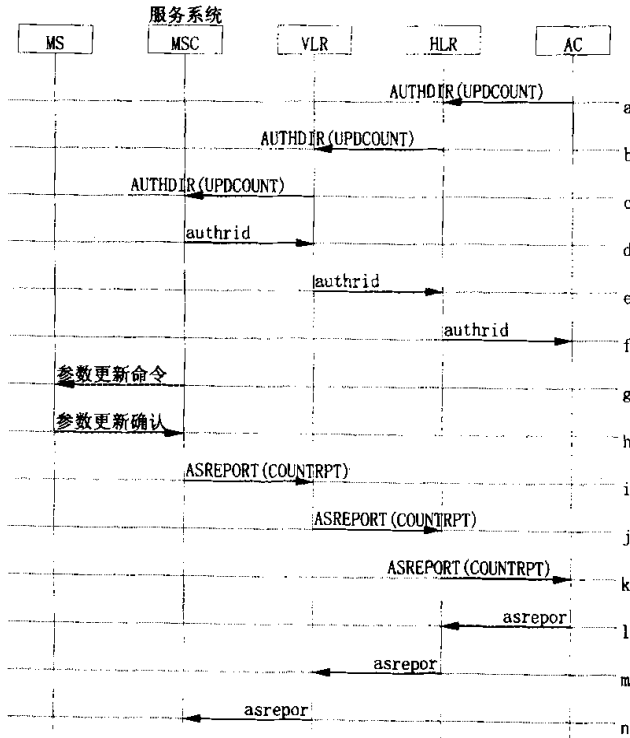 服务系统
MS MSC VLR HLR AC
AUTHDIR(UPDCOUNT)
a
AUTHDIR(UPDCOUNT)
b
AUTHDIR(UPDCOUNT)
c
authrid
d
authrid
e
authrid
f
参数更新命令
g
参数更新确认
h
ASREPORT(COUNTRPT)
i
ASREPORT(COUNTRPT)
j
ASREPORT(COUNTRPT)
k
asrepor
l
asrepor
m
asrepor
n